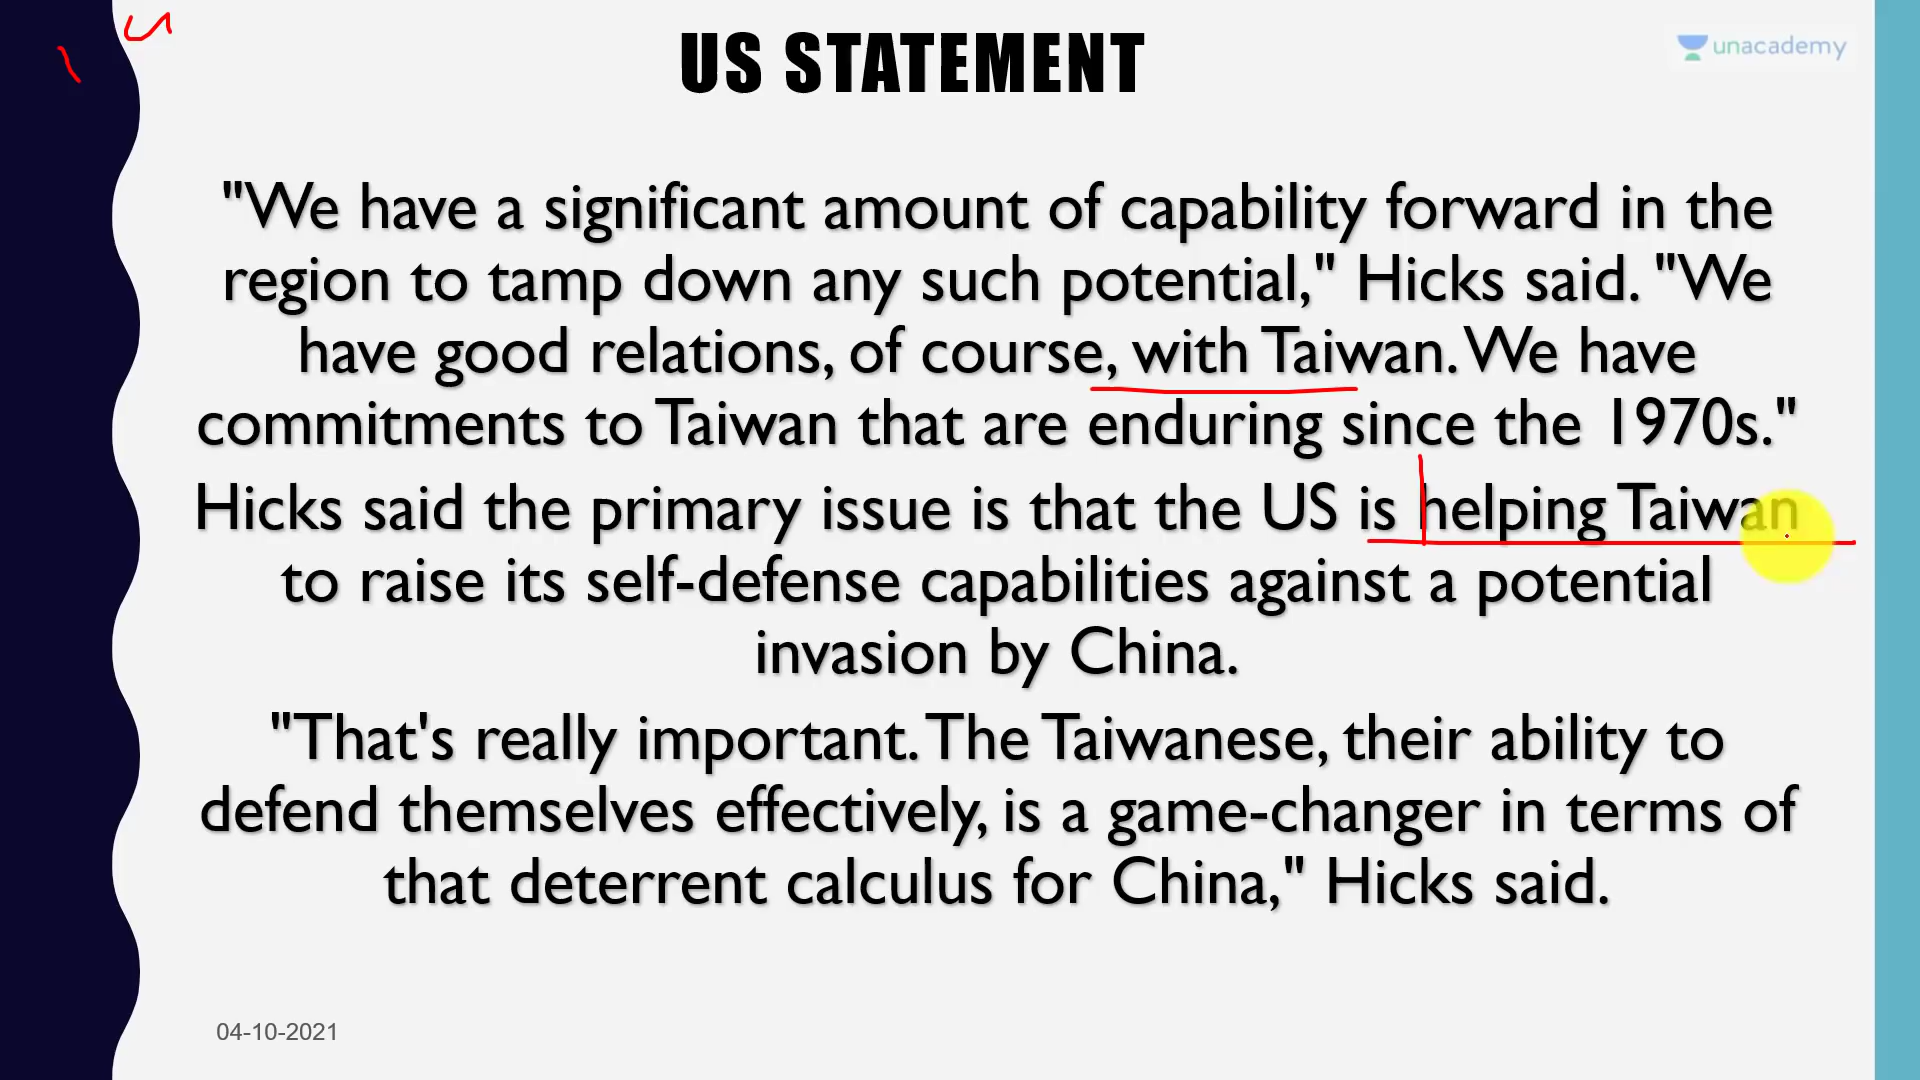 US STATEMENT
unacademy
"We have a significant amount of capability forward in the
region to tamp down any such potential," Hicks said. "We
have good relations, of course, with Taiwan. We have
commitments to Taiwan that are enduring since the 1970s."
Hicks said the primary issue is that the US is helping Taiwan
to raise its self-defense capabilities against a potential
invasion by China.
"That's really important. The Taiwanese, their ability to
defend themselves effectively, is a game-changer in terms of
that deterrent calculus for China," Hicks said.
04-10-2021